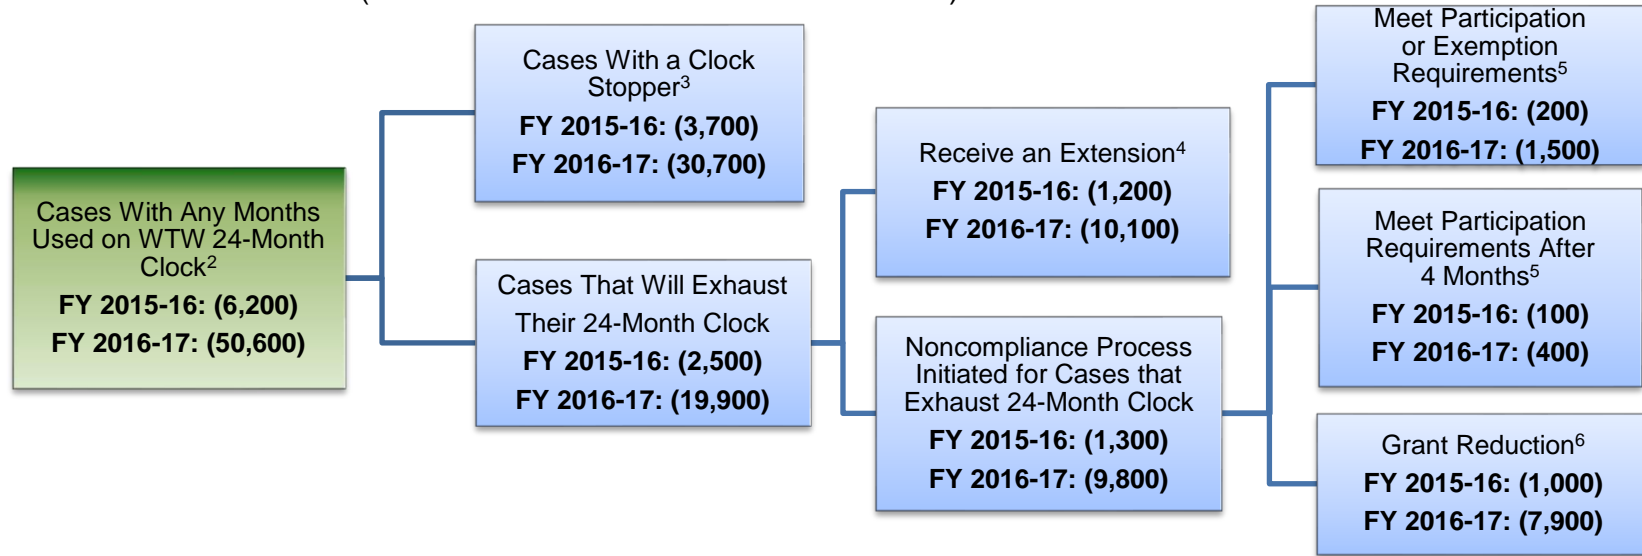 Cases With Any Months
Used on WTW 24-Month
Clock²
FY 2015-16: (6,200)
FY 2016-17: (50,600)
Cases With a Clock
Stopper³
FY 2015-16: (3,700)
FY 2016-17: (30,700)
Cases That Will Exhaust
Their 24-Month Clock
FY 2015-16: (2,500)
FY 2016-17: (19,900)
Receive an Extension⁴
FY 2015-16: (1,200)
FY 2016-17: (10,100)
Noncompliance Process
Initiated for Cases that
Exhaust 24-Month Clock
FY 2015-16: (1,300)
FY 2016-17: (9,800)
Meet Participation
or Exemption
Requirements⁵
FY 2015-16: (200)
FY 2016-17: (1,500)
Meet Participation
Requirements After
4 Months⁵
FY 2015-16: (100)
FY 2016-17: (400)
Grant Reduction⁶
FY 2015-16: (1,000)
FY 2016-17: (7,900)